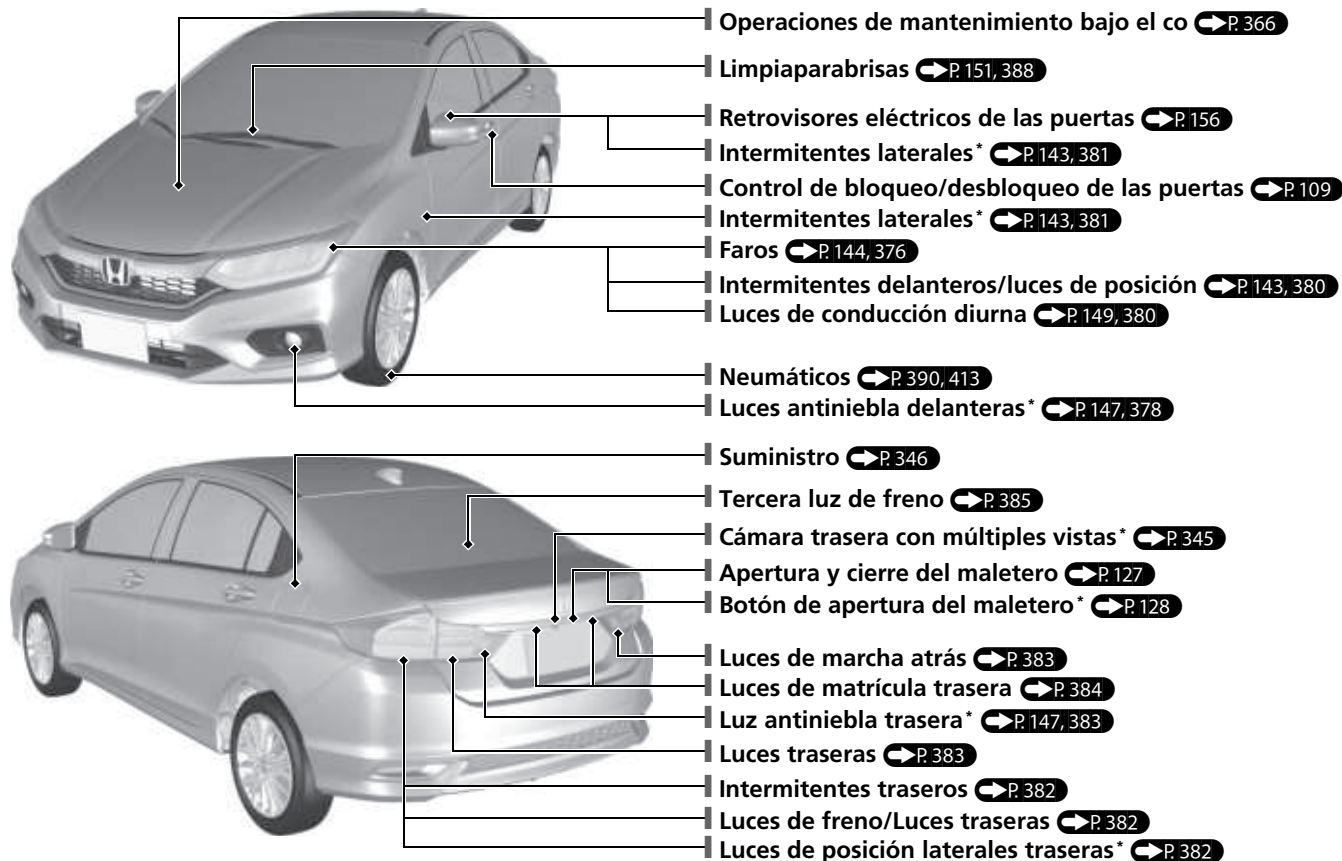 Operaciones de mantenimiento bajo el co P. 366
Limpiaparabrisas P. 151, 388
Retrovisores eléctricos de las puertas P. 156
Intermitentes laterales* P. 143, 381
Control de bloqueo/desbloqueo de las puertas P. 109
Intermitentes laterales* P. 143, 381
Faros P. 144, 376
Intermitentes delanteros/luces de posición P. 143, 380
Luces de conducción diurna P. 149, 380
Neumáticos P. 390, 413
Luces antiniebla delanteras* P. 147, 378
Suministro P. 346
Tercera luz de freno P. 385
Cámara trasera con múltiples vistas* P. 345
Apertura y cierre del maletero P. 127
Botón de apertura del maletero* P. 128
Luces de marcha atrás P. 383
Luces de matrícula trasera P. 384
Luz antiniebla trasera* P. 147, 383
Luces traseras P. 383
Intermitentes traseros P. 382
Luces de freno/Luces traseras P. 382
Luces de posición laterales traseras* P. 382